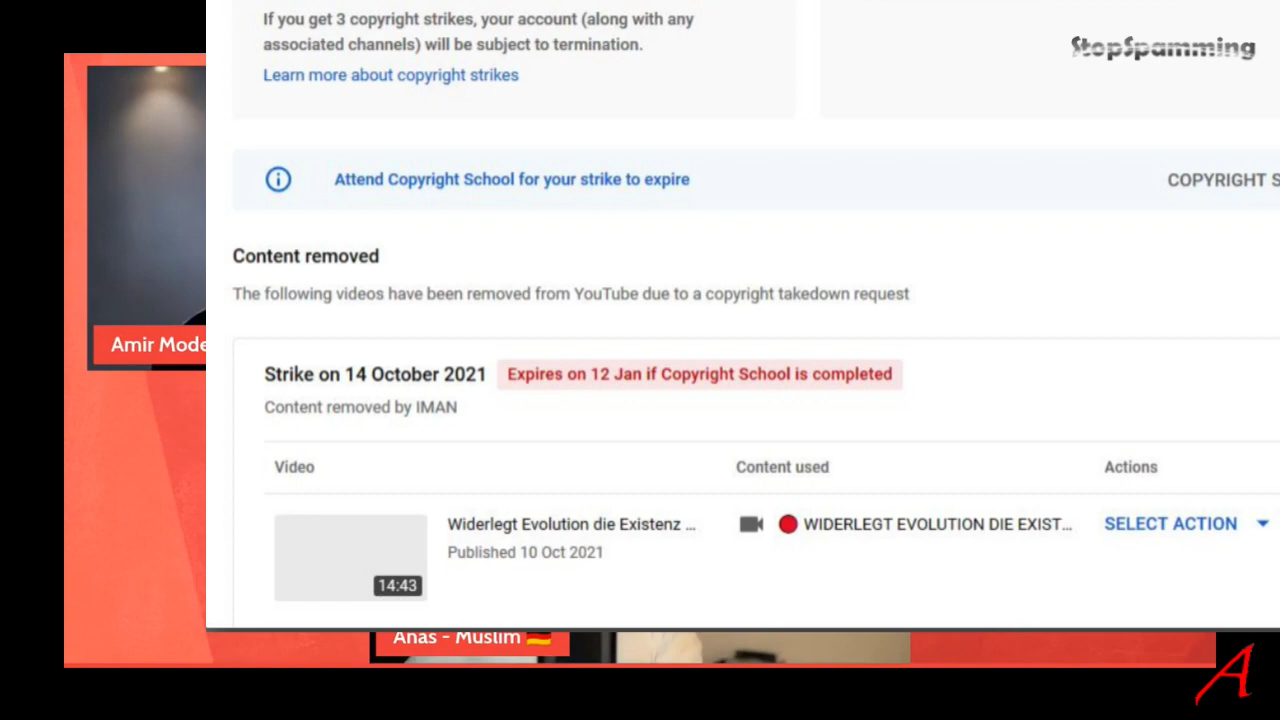 If you get 3 copyright strikes, your account (along with any
associated channels) will be subject to termination.
Learn more about copyright strikes
StopSpamming
Attend Copyright School for your strike to expire
COPYRIGHT S
Content removed
The following videos have been removed from YouTube due to a copyright takedown request
Amir Mode
Strike on 14 October 2021 Expires on 12 Jan if Copyright School is completed
Content removed by IMAN
Video Content used Actions
Widerlegt Evolution die Existenz ... 🔴 WIDERLEGT EVOLUTION DIE EXIST... SELECT ACTION
Published 10 Oct 2021
14:43
Anas - Muslim 🇩🇪
A